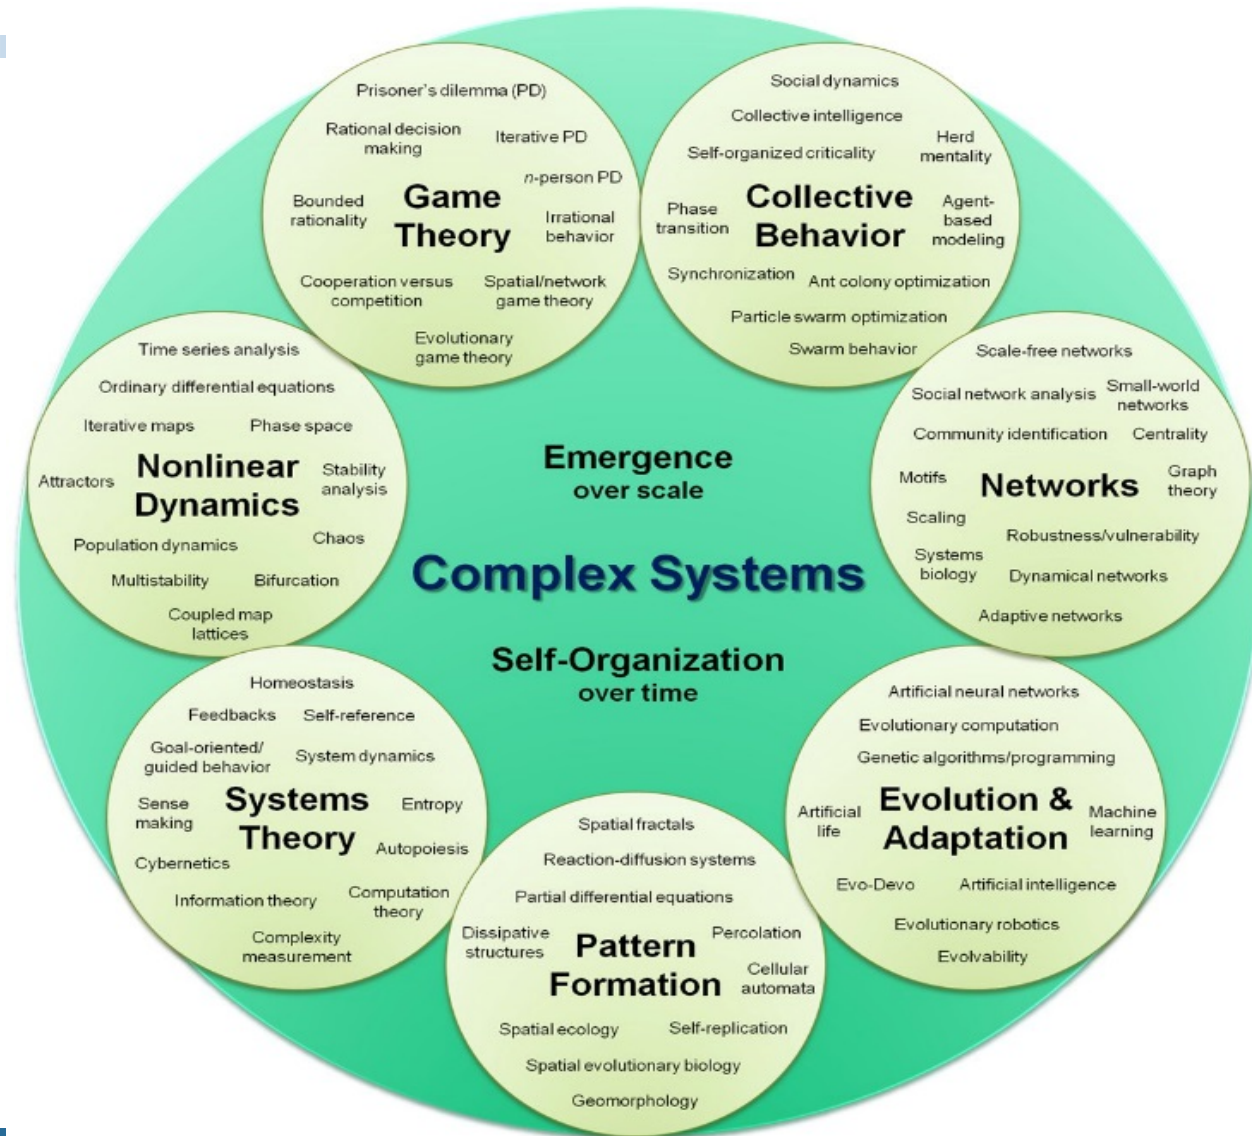 Prisoner's dilemma (PD)
Rational decision
making
Iterative PD
n-person PD
Bounded
rationality
Game
Theory
Irrational
behavior
Cooperation versus
competition
Spatial/network
game theory
Evolutionary
game theory
Social dynamics
Collective intelligence
Self-organized criticality
Herd
mentality
Phase
transition
Collective
Behavior
Agent-
based
modeling
Synchronization
Ant colony optimization
Particle swarm optimization
Swarm behavior
Time series analysis
Ordinary differential equations
Iterative maps
Phase space
Attractors
Nonlinear
Dynamics
Stability
analysis
Population dynamics
Chaos
Multistability
Bifurcation
Coupled map
lattices
Emergence
over scale
Complex Systems
Self-Organization
over time
Scale-free networks
Social network analysis
Small-world
networks
Community identification
Centrality
Motifs
Networks
Graph
theory
Scaling
Robustness/vulnerability
Systems
biology
Dynamical networks
Adaptive networks
Homeostasis
Feedbacks
Self-reference
Goal-oriented/
guided behavior
System dynamics
Sense
making
Systems
Theory
Entropy
Autopoiesis
Cybernetics
Information theory
Computation
theory
Complexity
measurement
Spatial fractals
Reaction-diffusion systems
Partial differential equations
Dissipative
structures
Pattern
Formation
Percolation
Cellular
automata
Spatial ecology
Self-replication
Spatial evolutionary biology
Geomorphology
Artificial neural networks
Evolutionary computation
Genetic algorithms/programming
Artificial
life
Evolution &
Adaptation
Machine
learning
Evo-Devo
Artificial intelligence
Evolutionary robotics
Evolvability